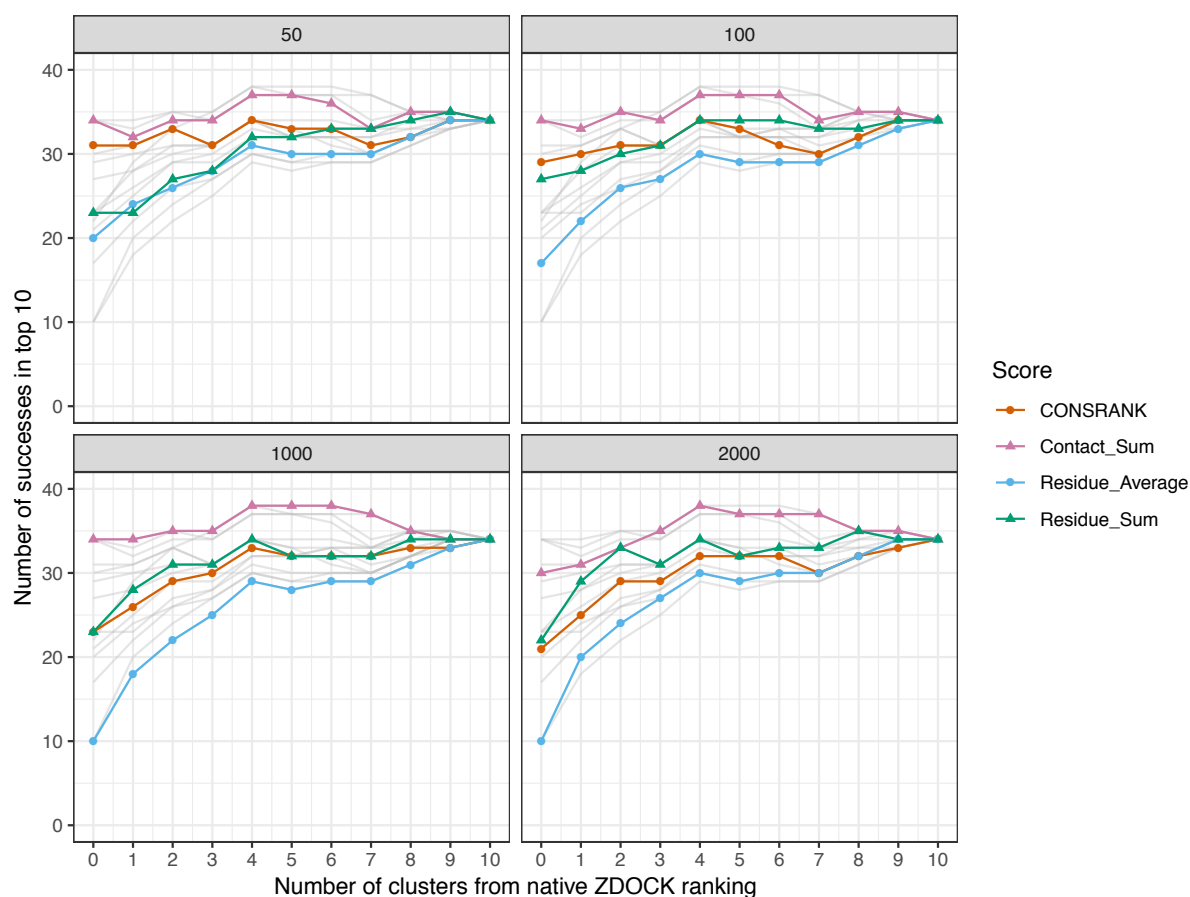 50
100
40
30
20
10
0
1000
2000
40
30
20
10
0
0 1 2 3 4 5 6 7 8 9 10
0 1 2 3 4 5 6 7 8 9 10
Number of clusters from native ZDOCK ranking
Number of successes in top 10
Score
CONSRANK
Contact_Sum
Residue_Average
Residue_Sum